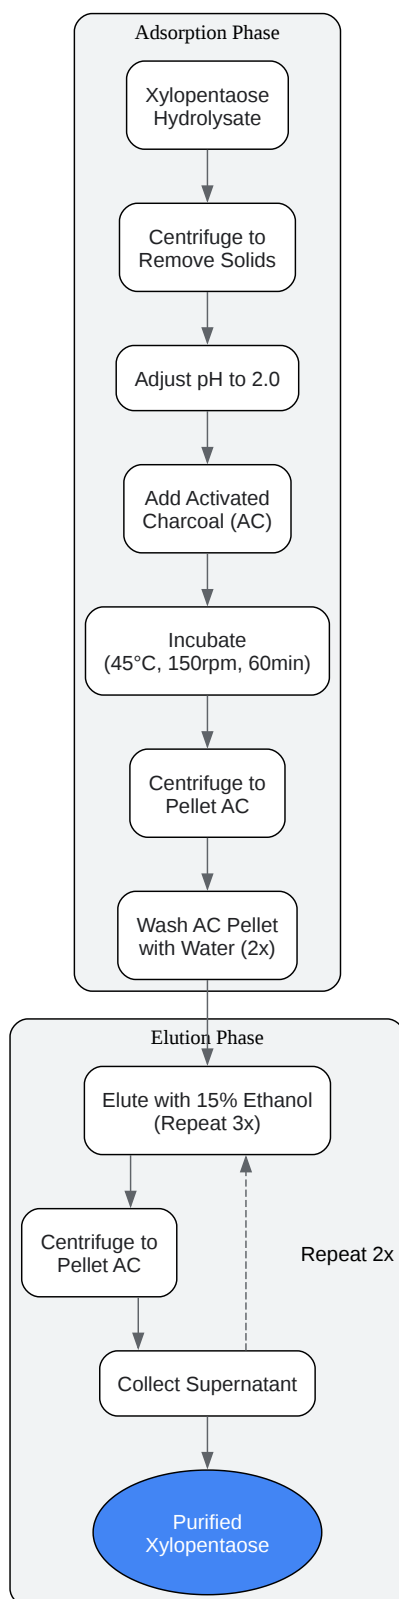 Adsorption Phase
Xylopentaose
Hydrolysate
Centrifuge to
Remove Solids
Adjust pH to 2.0
Add Activated
Charcoal (AC)
Incubate
(45°C, 150rpm, 60min)
Centrifuge to
Pellet AC
Wash AC Pellet
with Water (2x)
Elution Phase
Elute with 15% Ethanol
(Repeat 3x)
Centrifuge to
Pellet AC
Repeat 2x
Collect Supernatant
Purified
Xylopentaose